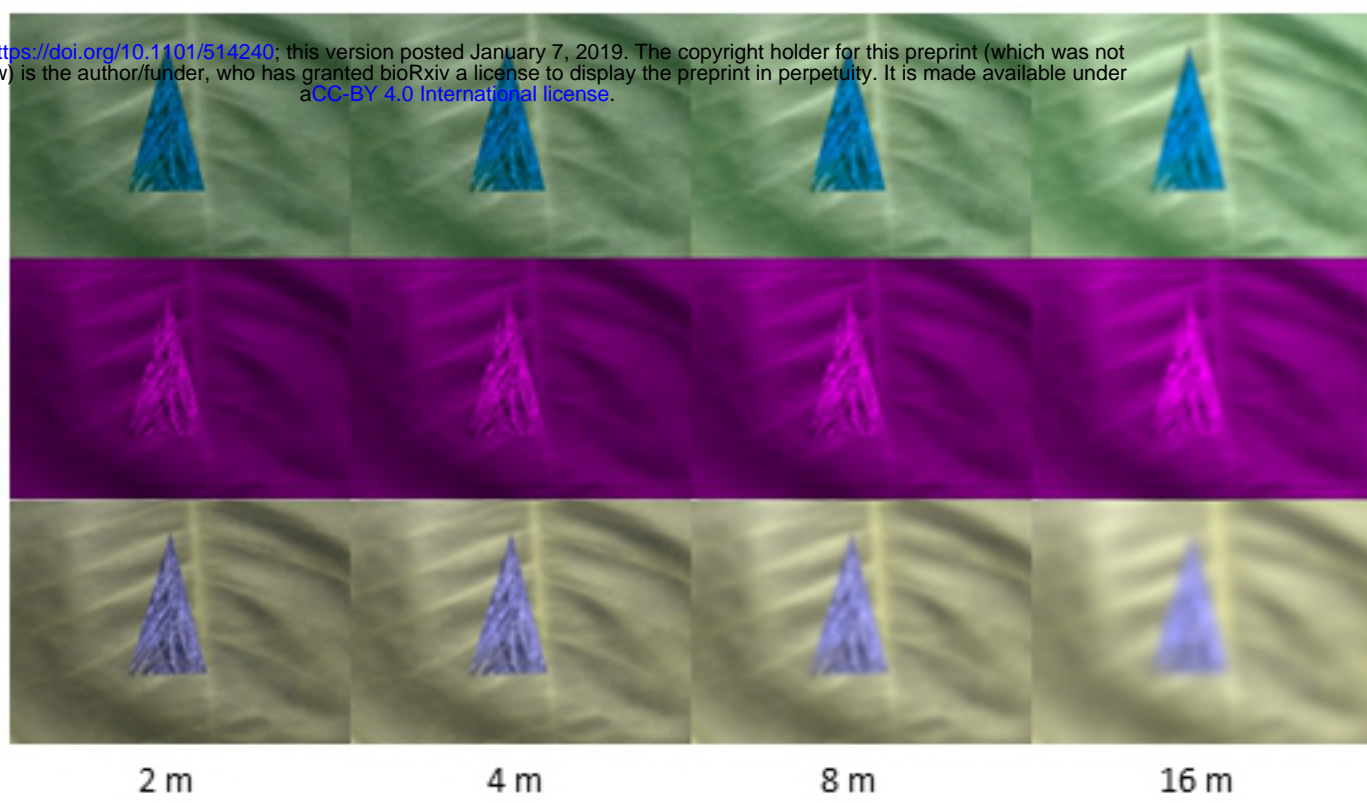 ttps://doi.org/10.1101/514240; this version posted January 7, 2019. The copyright holder for this preprint (which was not
w) is the author/funder, who has granted bioRxiv a license to display the preprint in perpetuity. It is made available under
aCC-BY 4.0 International license.
2 m 4 m 8 m 16 m